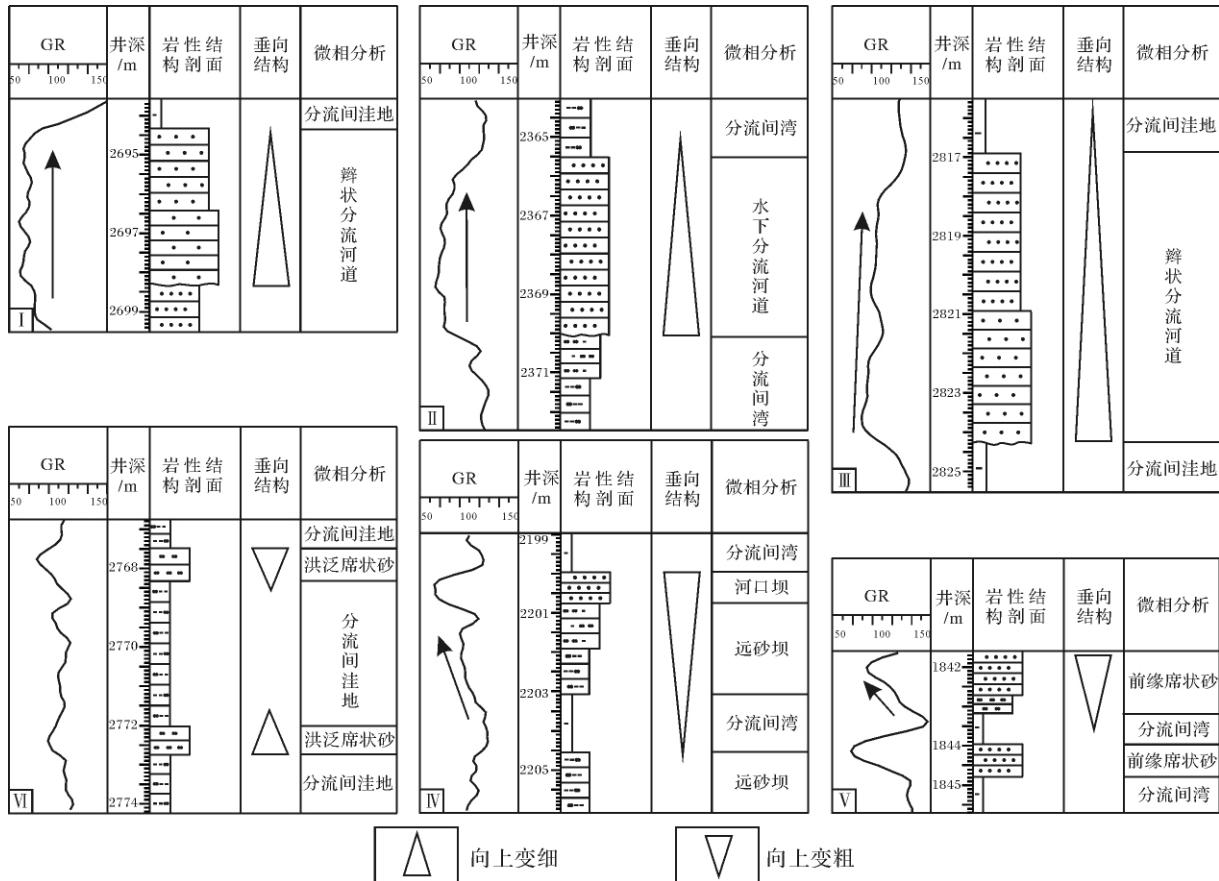 GR
50 100 150
井深
/m
岩性结
构剖面
垂向
结构
微相分析
2695
2697
2699
分流间洼地
辫状分流河道
Ⅰ
GR
50 100 150
井深
/m
岩性结
构剖面
垂向
结构
微相分析
2365
2367
2369
2371
分流间湾
水下分流河道
分流间湾
Ⅱ
GR
50 100 150
井深
/m
岩性结
构剖面
垂向
结构
微相分析
2817
2819
2821
2823
2825
分流间洼地
辫状分流河道
分流间洼地
Ⅲ
GR
50 100 150
井深
/m
岩性结
构剖面
垂向
结构
微相分析
2768
2770
2772
2774
分流间洼地
洪泛席状砂
分流间洼地
洪泛席状砂
分流间洼地
Ⅵ
GR
50 100 150
井深
/m
岩性结
构剖面
垂向
结构
微相分析
2199
2201
2203
2205
分流间湾
河口坝
远砂坝
分流间湾
远砂坝
Ⅳ
GR
50 100 150
井深
/m
岩性结
构剖面
垂向
结构
微相分析
1842
1844
1845
前缘席状砂
分流间湾
前缘席状砂
分流间湾
Ⅴ
向上变细
向上变粗